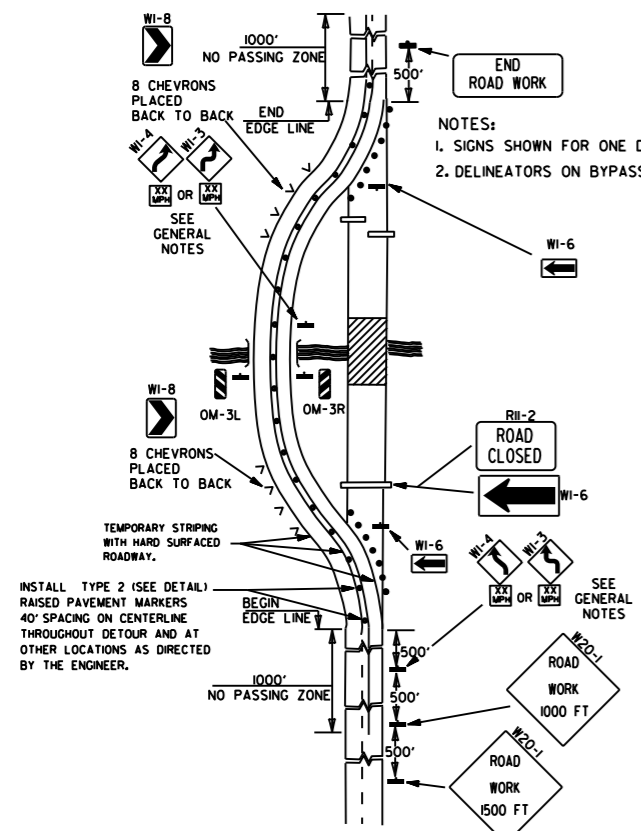 W1-8
1000'
NO PASSING ZONE
500'
END
ROAD WORK
8 CHEVRONS
PLACED
BACK TO BACK
END
EDGE LINE
NOTES:
1. SIGNS SHOWN FOR ONE D
2. DELINEATORS ON BYPASS
W1-4
W1-3
XX
MPH
OR
XX
MPH
SEE
GENERAL
NOTES
W1-6
W1-8
OM-3L
OM-3R
R11-2
ROAD
CLOSED
W1-6
8 CHEVRONS
PLACED
BACK TO BACK
TEMPORARY STRIPING
WITH HARD SURFACED
ROADWAY.
W1-6
W1-4
W1-3
XX
MPH
OR
XX
MPH
SEE
GENERAL
NOTES
INSTALL TYPE 2 (SEE DETAIL)
RAISED PAVEMENT MARKERS
40' SPACING ON CENTERLINE
THROUGHOUT DETOUR AND AT
OTHER LOCATIONS AS DIRECTED
BY THE ENGINEER.
BEGIN
EDGE LINE
500'
1000'
NO PASSING ZONE
500'
W20-1
ROAD
WORK
1000 FT
500'
W20-1
ROAD
WORK
1500 FT